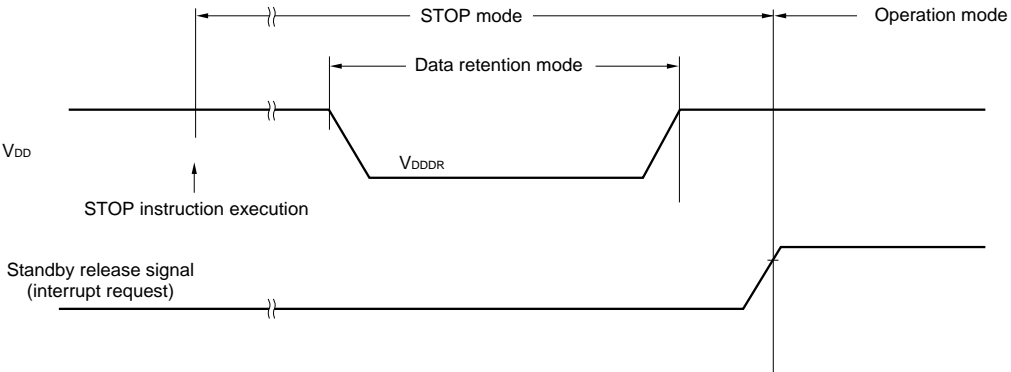 STOP mode
Operation mode
Data retention mode
VDD
VDDDR
STOP instruction execution
Standby release signal
(interrupt request)